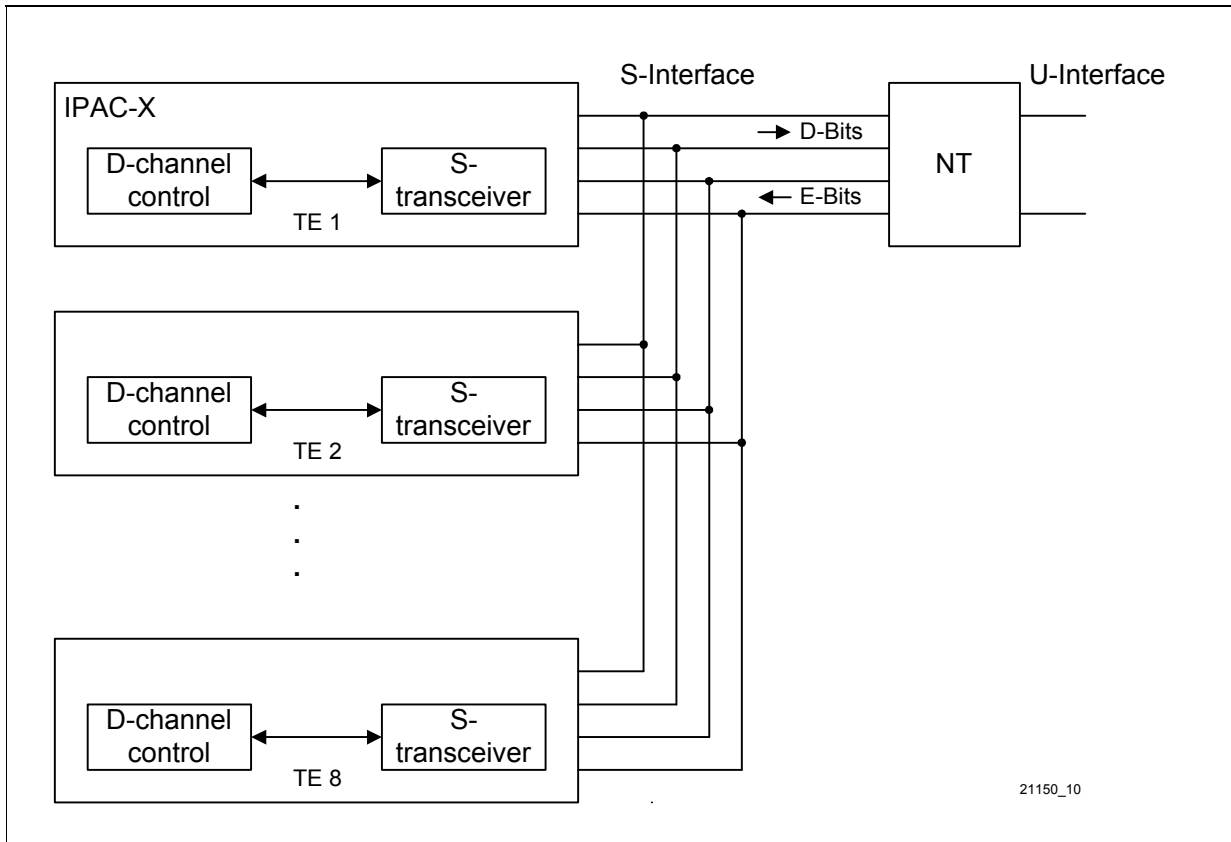 S-Interface
U-Interface
IPAC-X
D-Bits
D-channel
control
S-
transceiver
NT
E-Bits
TE 1
D-channel
control
S-
transceiver
TE 2
.
.
.
D-channel
control
S-
transceiver
TE 8
21150_10